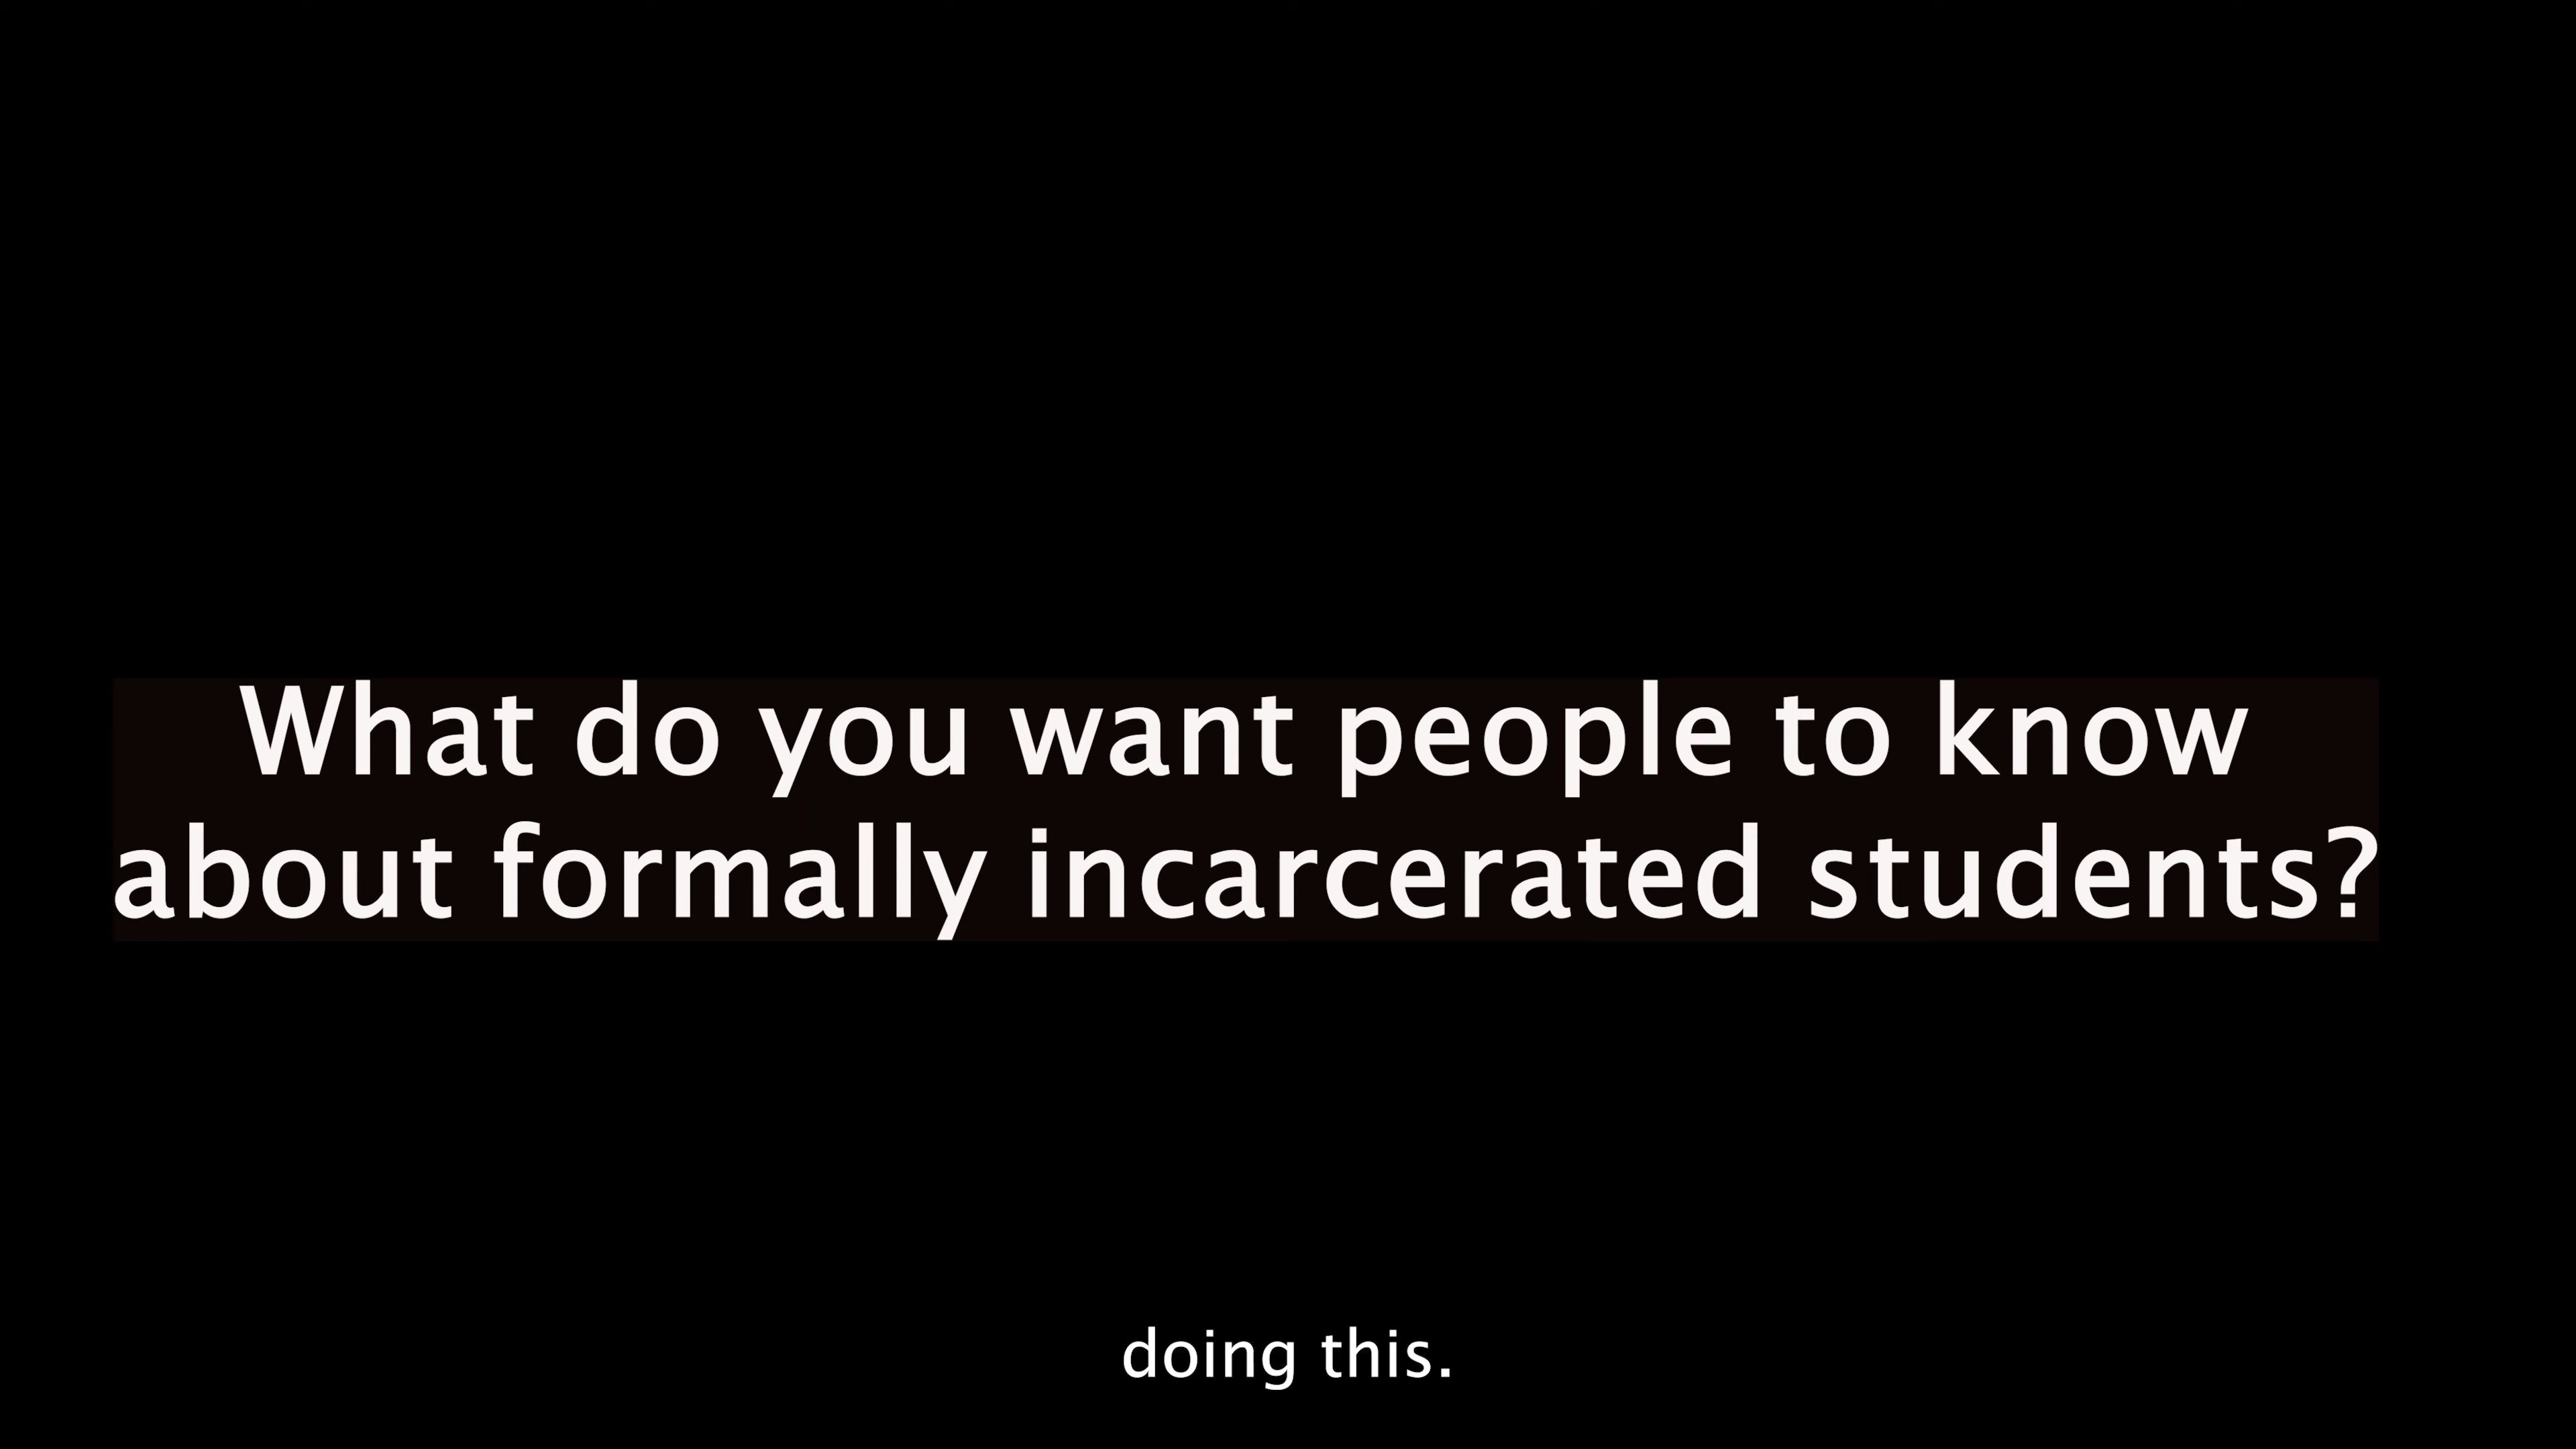 What do you want people to know
about formally incarcerated students?
doing this.